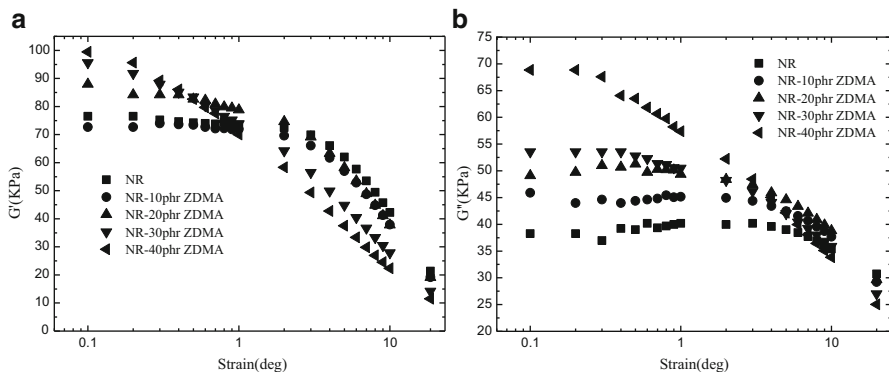 a
G'(KPa)
100
90
80
70
60
50
40
30
20
10
0
NR
NR-10phr ZDMA
NR-20phr ZDMA
NR-30phr ZDMA
NR-40phr ZDMA
0.1
1
10
Strain(deg)
b
G"(KPa)
75
70
65
60
55
50
45
40
35
30
25
20
NR
NR-10phr ZDMA
NR-20phr ZDMA
NR-30phr ZDMA
NR-40phr ZDMA
0.1
1
10
Strain(deg)